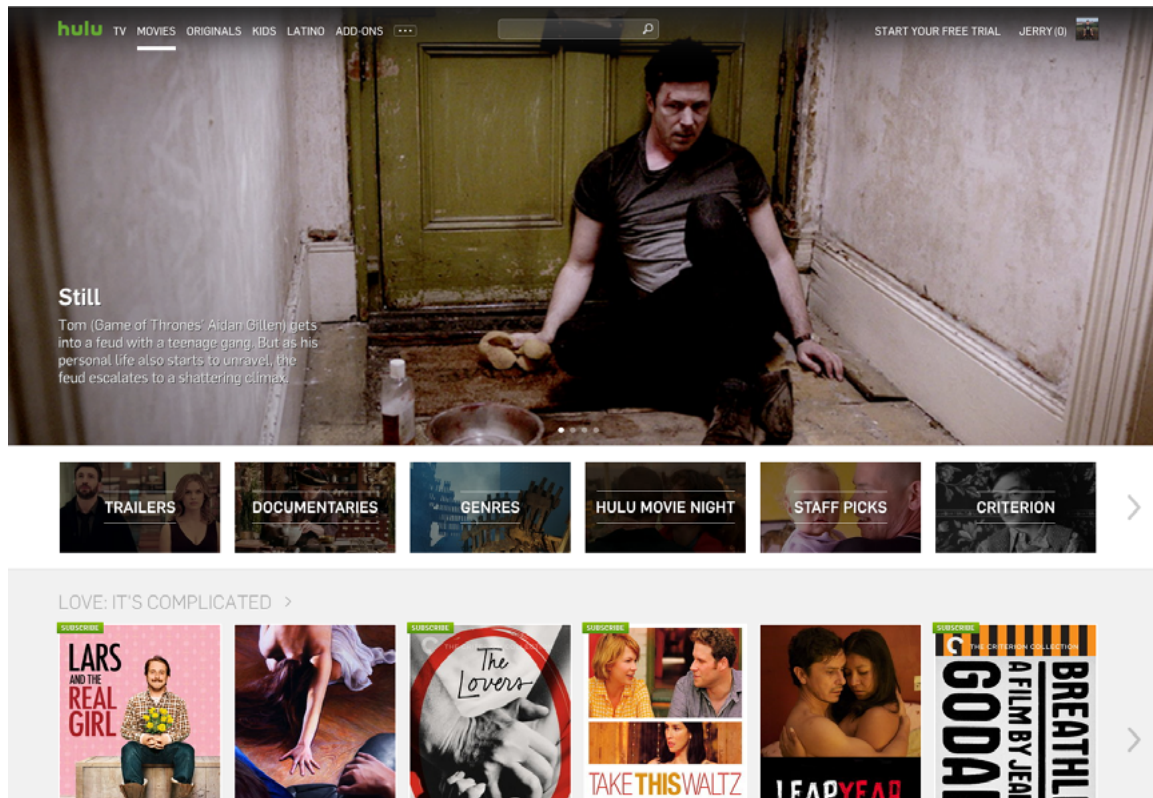 hulu TV MOVIES ORIGINALS KIDS LATINO ADD-ONS START YOUR FREE TRIAL JERRY (0)
Still
Tom (Game of Thrones' Aidan Gillen) gets
into a feud with a teenage gang. But as his
personal life also starts to unravel, the
feud escalates to a shattering climax.
TRAILERS DOCUMENTARIES GENRES HULU MOVIE NIGHT STAFF PICKS CRITERION
LOVE: IT'S COMPLICATED >
SUBSCRIBE SUBSCRIBE SUBSCRIBE SUBSCRIBE
LARS
AND THE
REAL
GIRL
The
Lovers
TAKE THIS WALTZ
LEAP YEAR
THE CRITERION COLLECTION
GODA
A FILM BY JEA
BREATHL